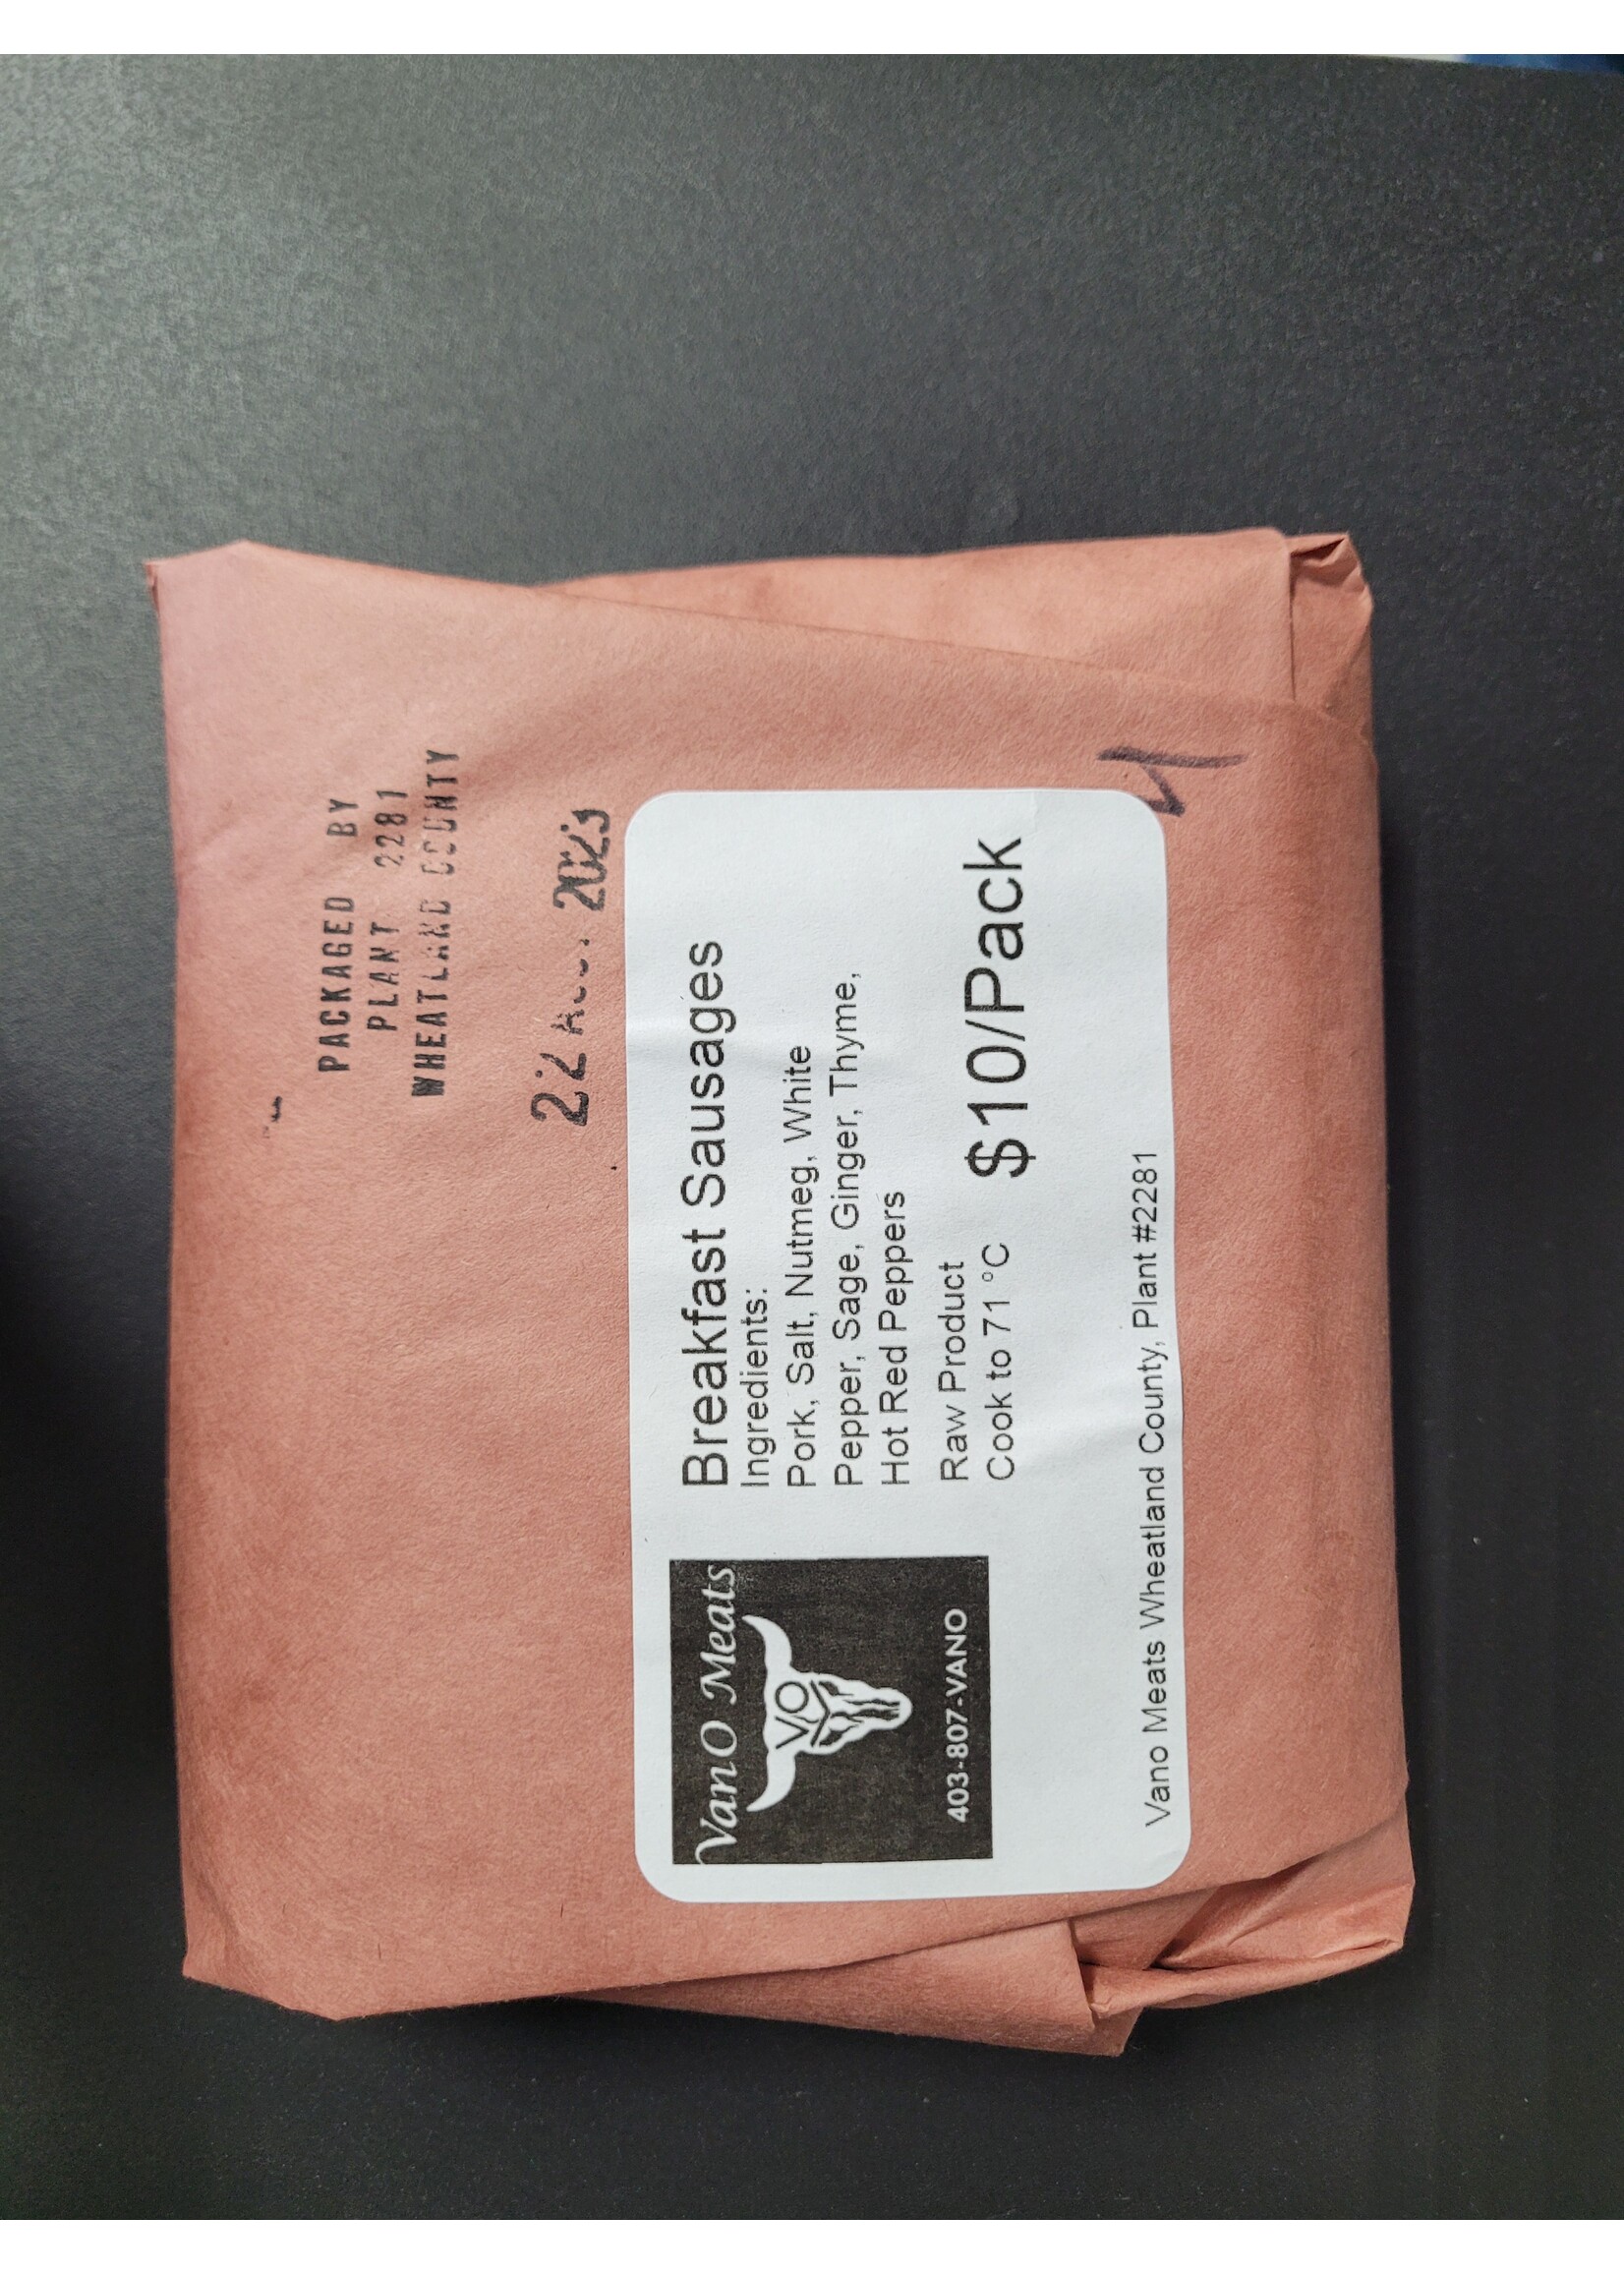 PACKAGED BY
PLANT 2281
WHEATLAND COUNTY
22 2023
Breakfast Sausages
Ingredients:
Pork, Salt, Nutmeg, White
Pepper, Sage, Ginger, Thyme,
Hot Red Peppers
Raw Product
Cook to 71 °C
$10/Pack
VanO Meats
VO
403-807-VANO
Vano Meats Wheatland County, Plant #2281
4